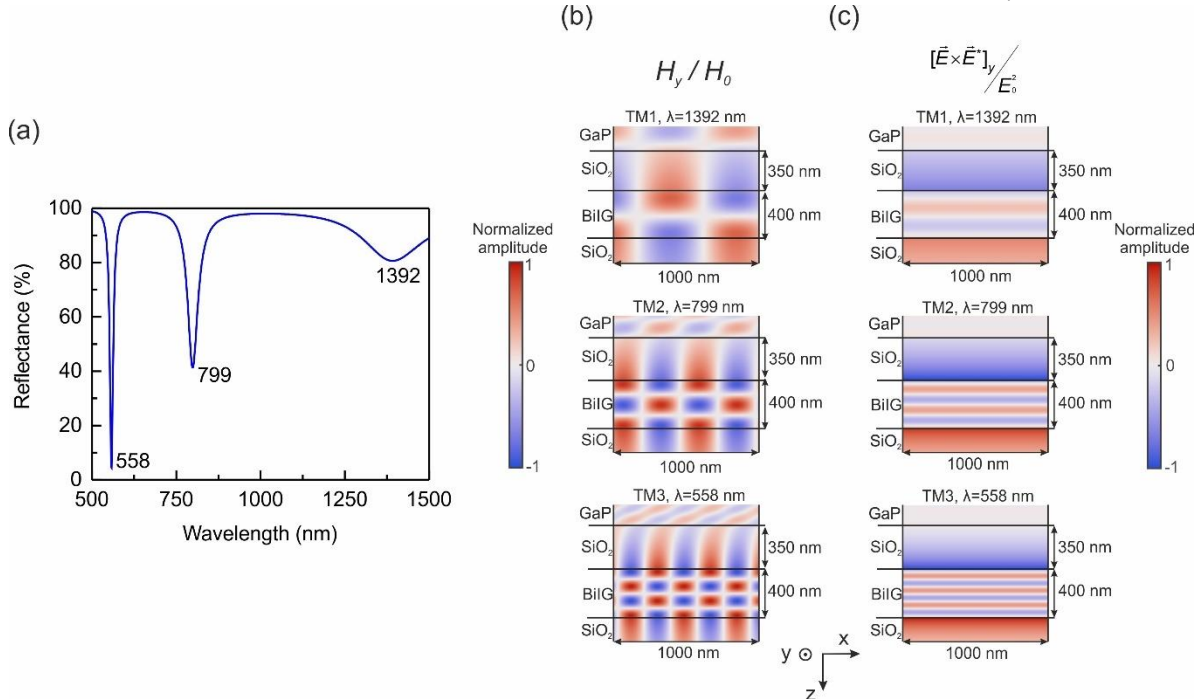 (a)
Reflectance (%)
100
80
60
40
20
0
558
799
1392
500
750
1000
1250
1500
Wavelength (nm)
(b)
H_y / H_0
Normalized
amplitude
1
0
-1
TM1, λ=1392 nm
GaP
SiO₂
BiIG
SiO₂
350 nm
400 nm
1000 nm
TM2, λ=799 nm
GaP
SiO₂
BiIG
SiO₂
350 nm
400 nm
1000 nm
TM3, λ=558 nm
GaP
SiO₂
BiIG
SiO₂
350 nm
400 nm
1000 nm
y
x
z
(c)
[E⃗×E⃗*]_y / E_0^2
TM1, λ=1392 nm
GaP
SiO₂
BiIG
SiO₂
350 nm
400 nm
1000 nm
TM2, λ=799 nm
GaP
SiO₂
BiIG
SiO₂
350 nm
400 nm
1000 nm
TM3, λ=558 nm
GaP
SiO₂
BiIG
SiO₂
350 nm
400 nm
1000 nm
Normalized
amplitude
1
0
-1